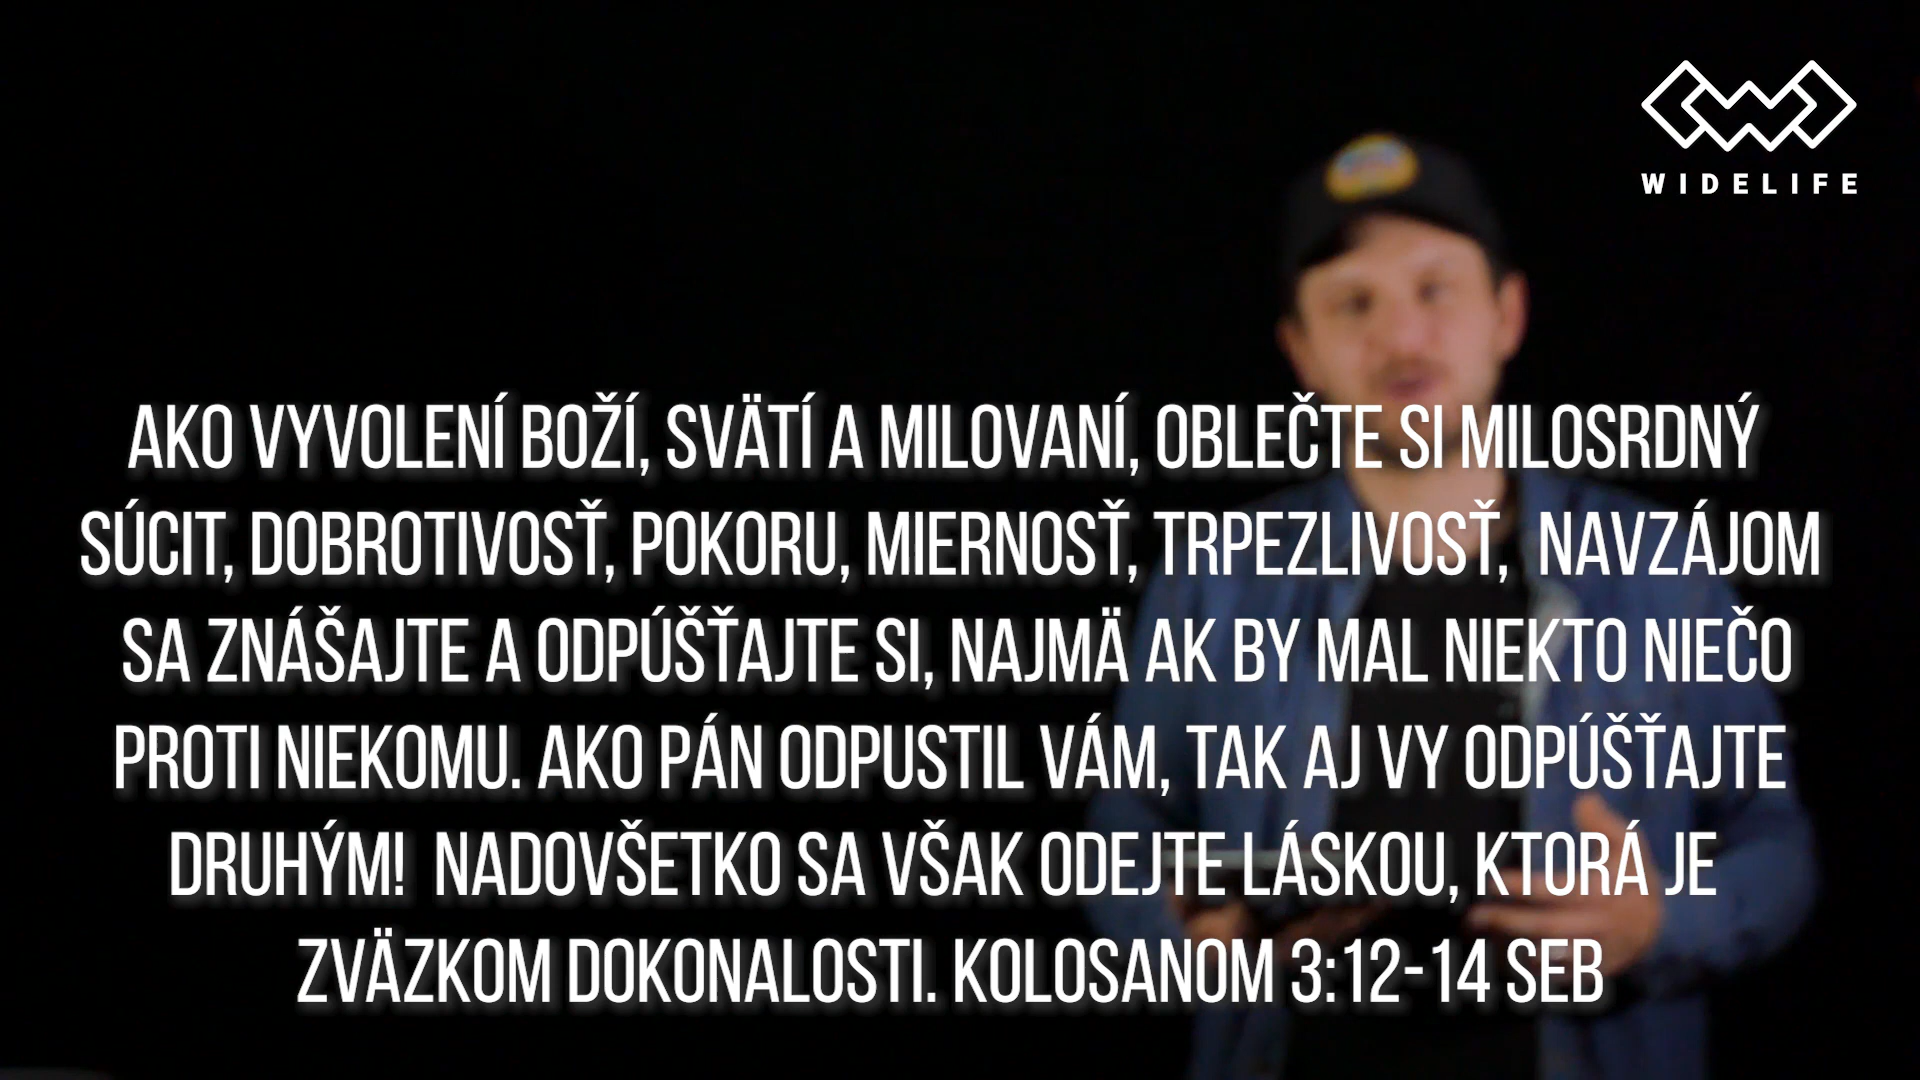 WIDELIFE
AKO VYVOLENÍ BOŽÍ, SVÄTÍ A MILOVANÍ, OBLEČTE SI MILOSRDNÝ
SÚCIT, DOBROTIVOSŤ, POKORU, MIERNOSŤ, TRPEZLIVOSŤ, NAVZÁJOM
SA ZNÁŠAJTE A ODPÚŠŤAJTE SI, NAJMÄ AK BY MAL NIEKTO NIEČO
PROTI NIEKOMU. AKO PÁN ODPUSTIL VÁM, TAK AJ VY ODPÚŠŤAJTE
DRUHÝM! NADOVŠETKO SA VŠAK ODEJTE LÁSKOU, KTORÁ JE
ZVÄZKOM DOKONALOSTI. KOLOSANOM 3:12-14 SEB